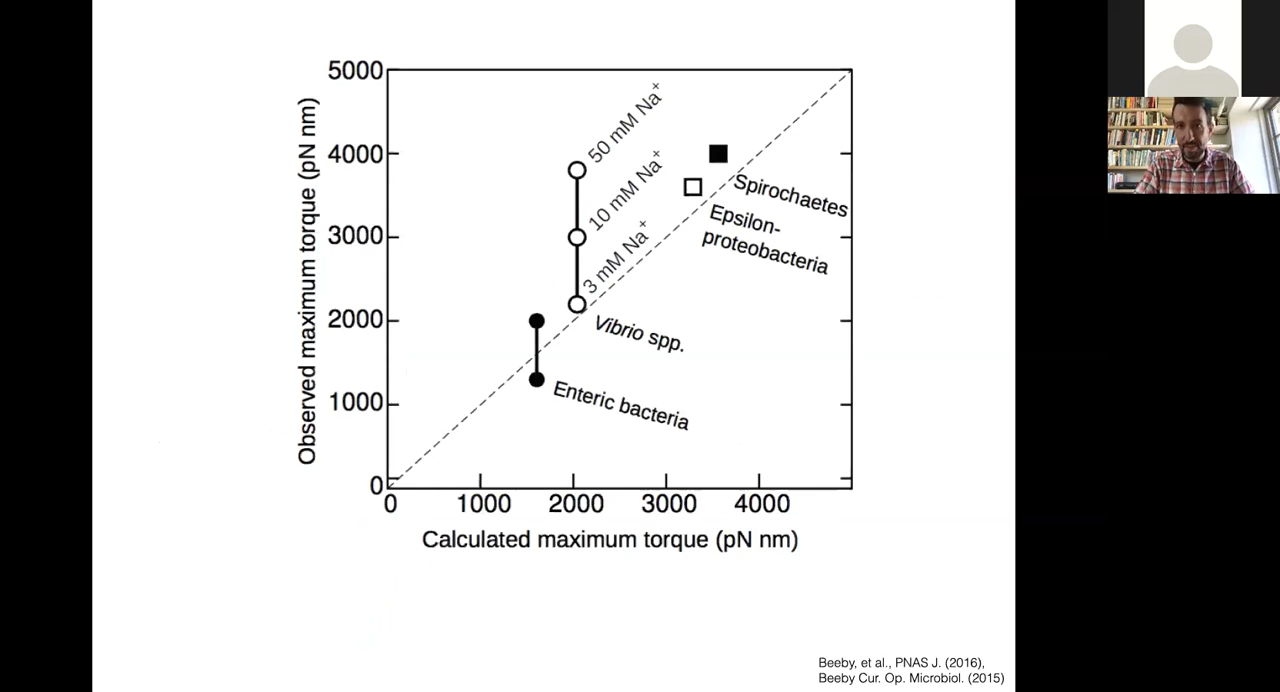 5000
4000
3000
2000
1000
0
Observed maximum torque (pN nm)
50 mM Na⁺
10 mM Na⁺
3 mM Na⁺
Spirochaetes
Epsilon-
proteobacteria
Vibrio spp.
Enteric bacteria
0 1000 2000 3000 4000
Calculated maximum torque (pN nm)
Beeby, et al., PNAS J. (2016),
Beeby Cur. Op. Microbiol. (2015)